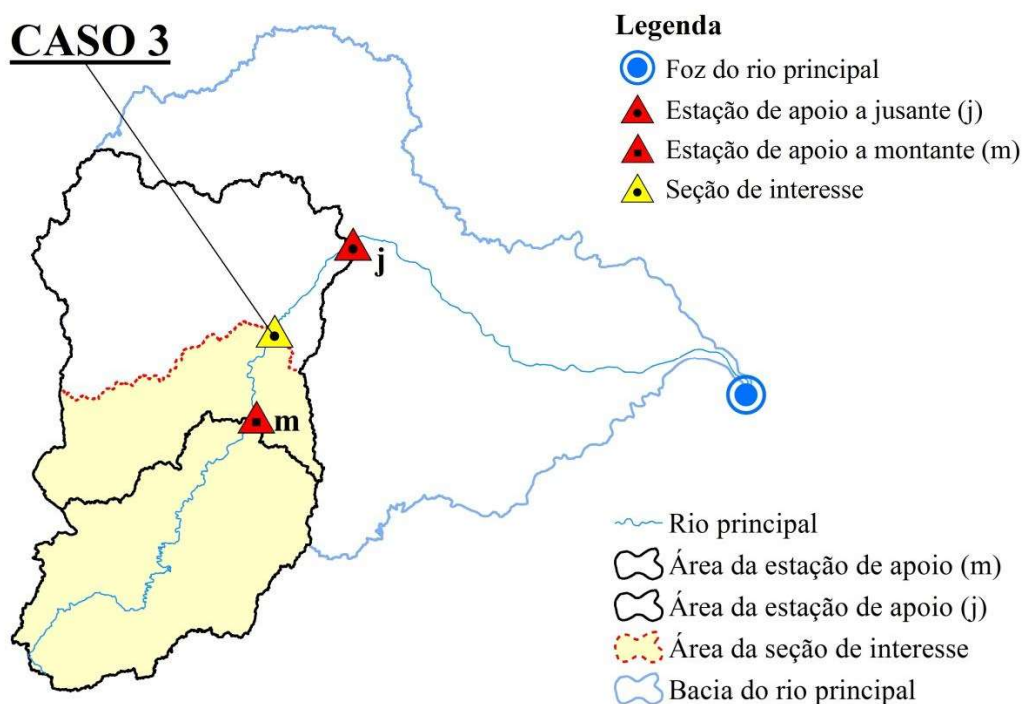 CASO 3
j
m
Legenda
Foz do rio principal
Estação de apoio a jusante (j)
Estação de apoio a montante (m)
Seção de interesse
Rio principal
Área da estação de apoio (m)
Área da estação de apoio (j)
Área da seção de interesse
Bacia do rio principal